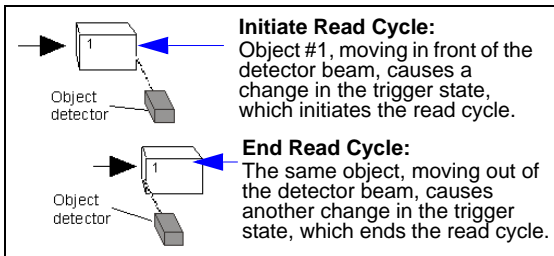 Initiate Read Cycle:
1
Object #1, moving in front of the
detector beam, causes a
change in the trigger state,
which initiates the read cycle.
Object
detector
End Read Cycle:
1
The same object, moving out of
the detector beam, causes
another change in the trigger
state, which ends the read cycle.
Object
detector